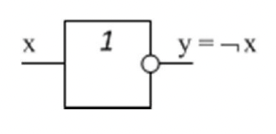 x 1 y = ¬ x